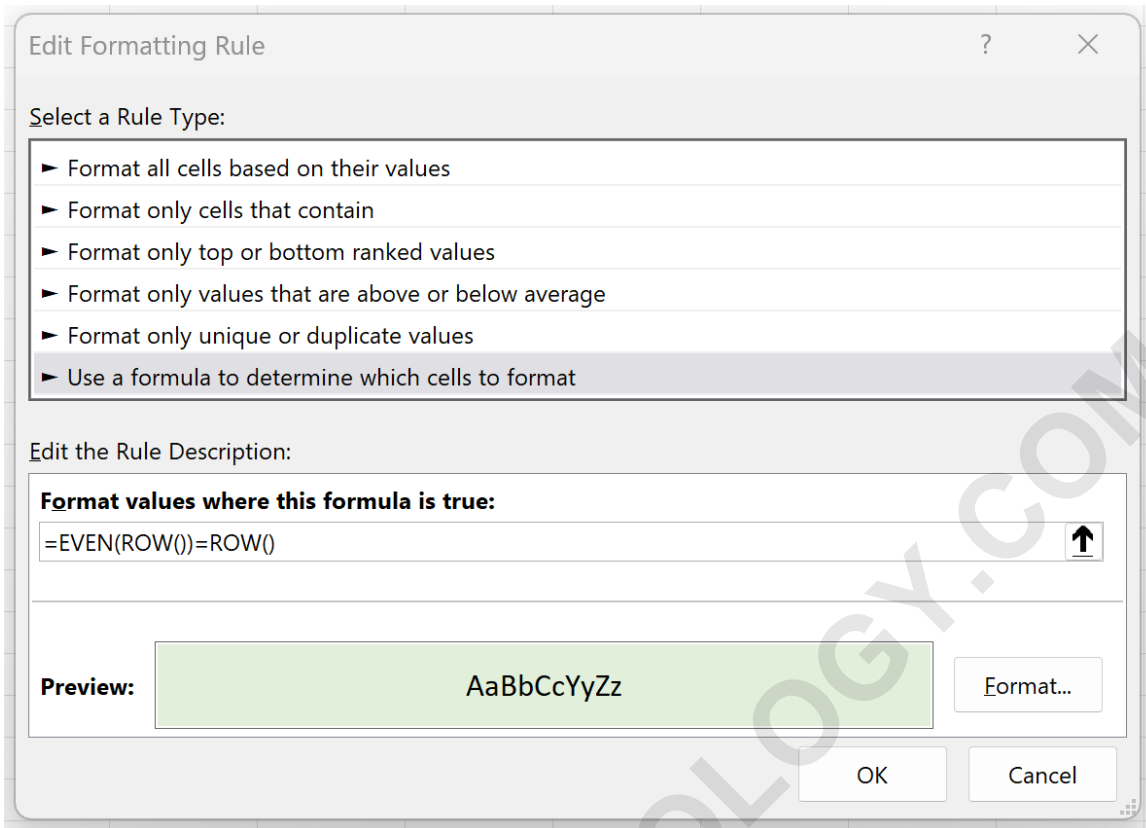 Edit Formatting Rule ?
Select a Rule Type:
► Format all cells based on their values
► Format only cells that contain
► Format only top or bottom ranked values
► Format only values that are above or below average
► Format only unique or duplicate values
► Use a formula to determine which cells to format
Edit the Rule Description:
Format values where this formula is true:
=EVEN(ROW())=ROW()
Preview:
AaBbCcYyZz
Format...
OK
Cancel
OLOGY.COM